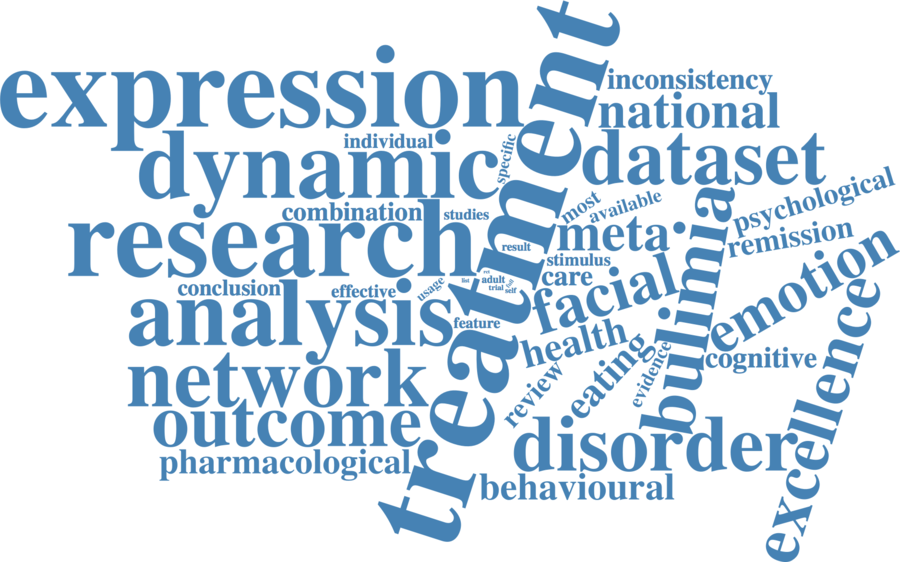 expression
treatment
inconsistency
national
individual
dynamic
specific
dataset
combination
studies
most
available
psychological
research
result
meta
remission
stimulus
bulimia
emotion
conclusion
effective
usage
list
adult
trial
self
care
facial
analysis
feature
health
cognitive
excellence
network
review
eating
evidence
outcome
disorder
pharmacological
behavioural